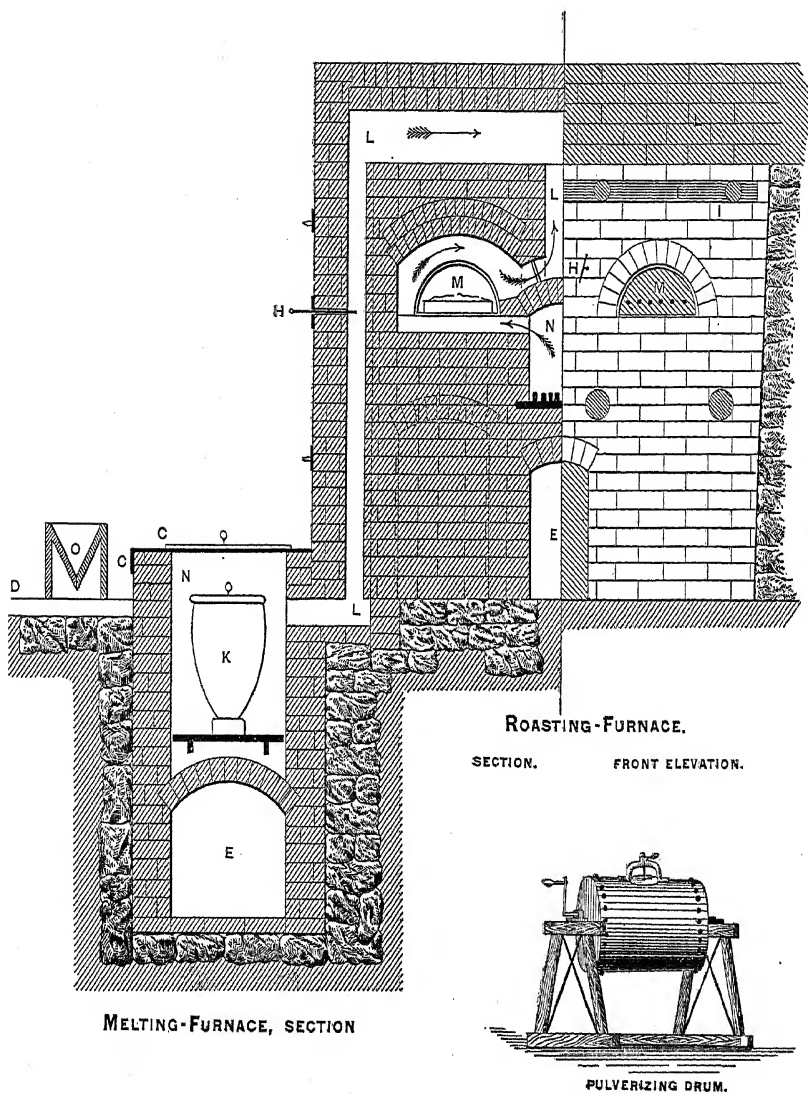 L
L
L
I
H
M
M
H
N
C
O
C
E
D
N
L
K
ROASTING-FURNACE.
SECTION. FRONT ELEVATION.
E
MELTING-FURNACE, SECTION
PULVERIZING DRUM.